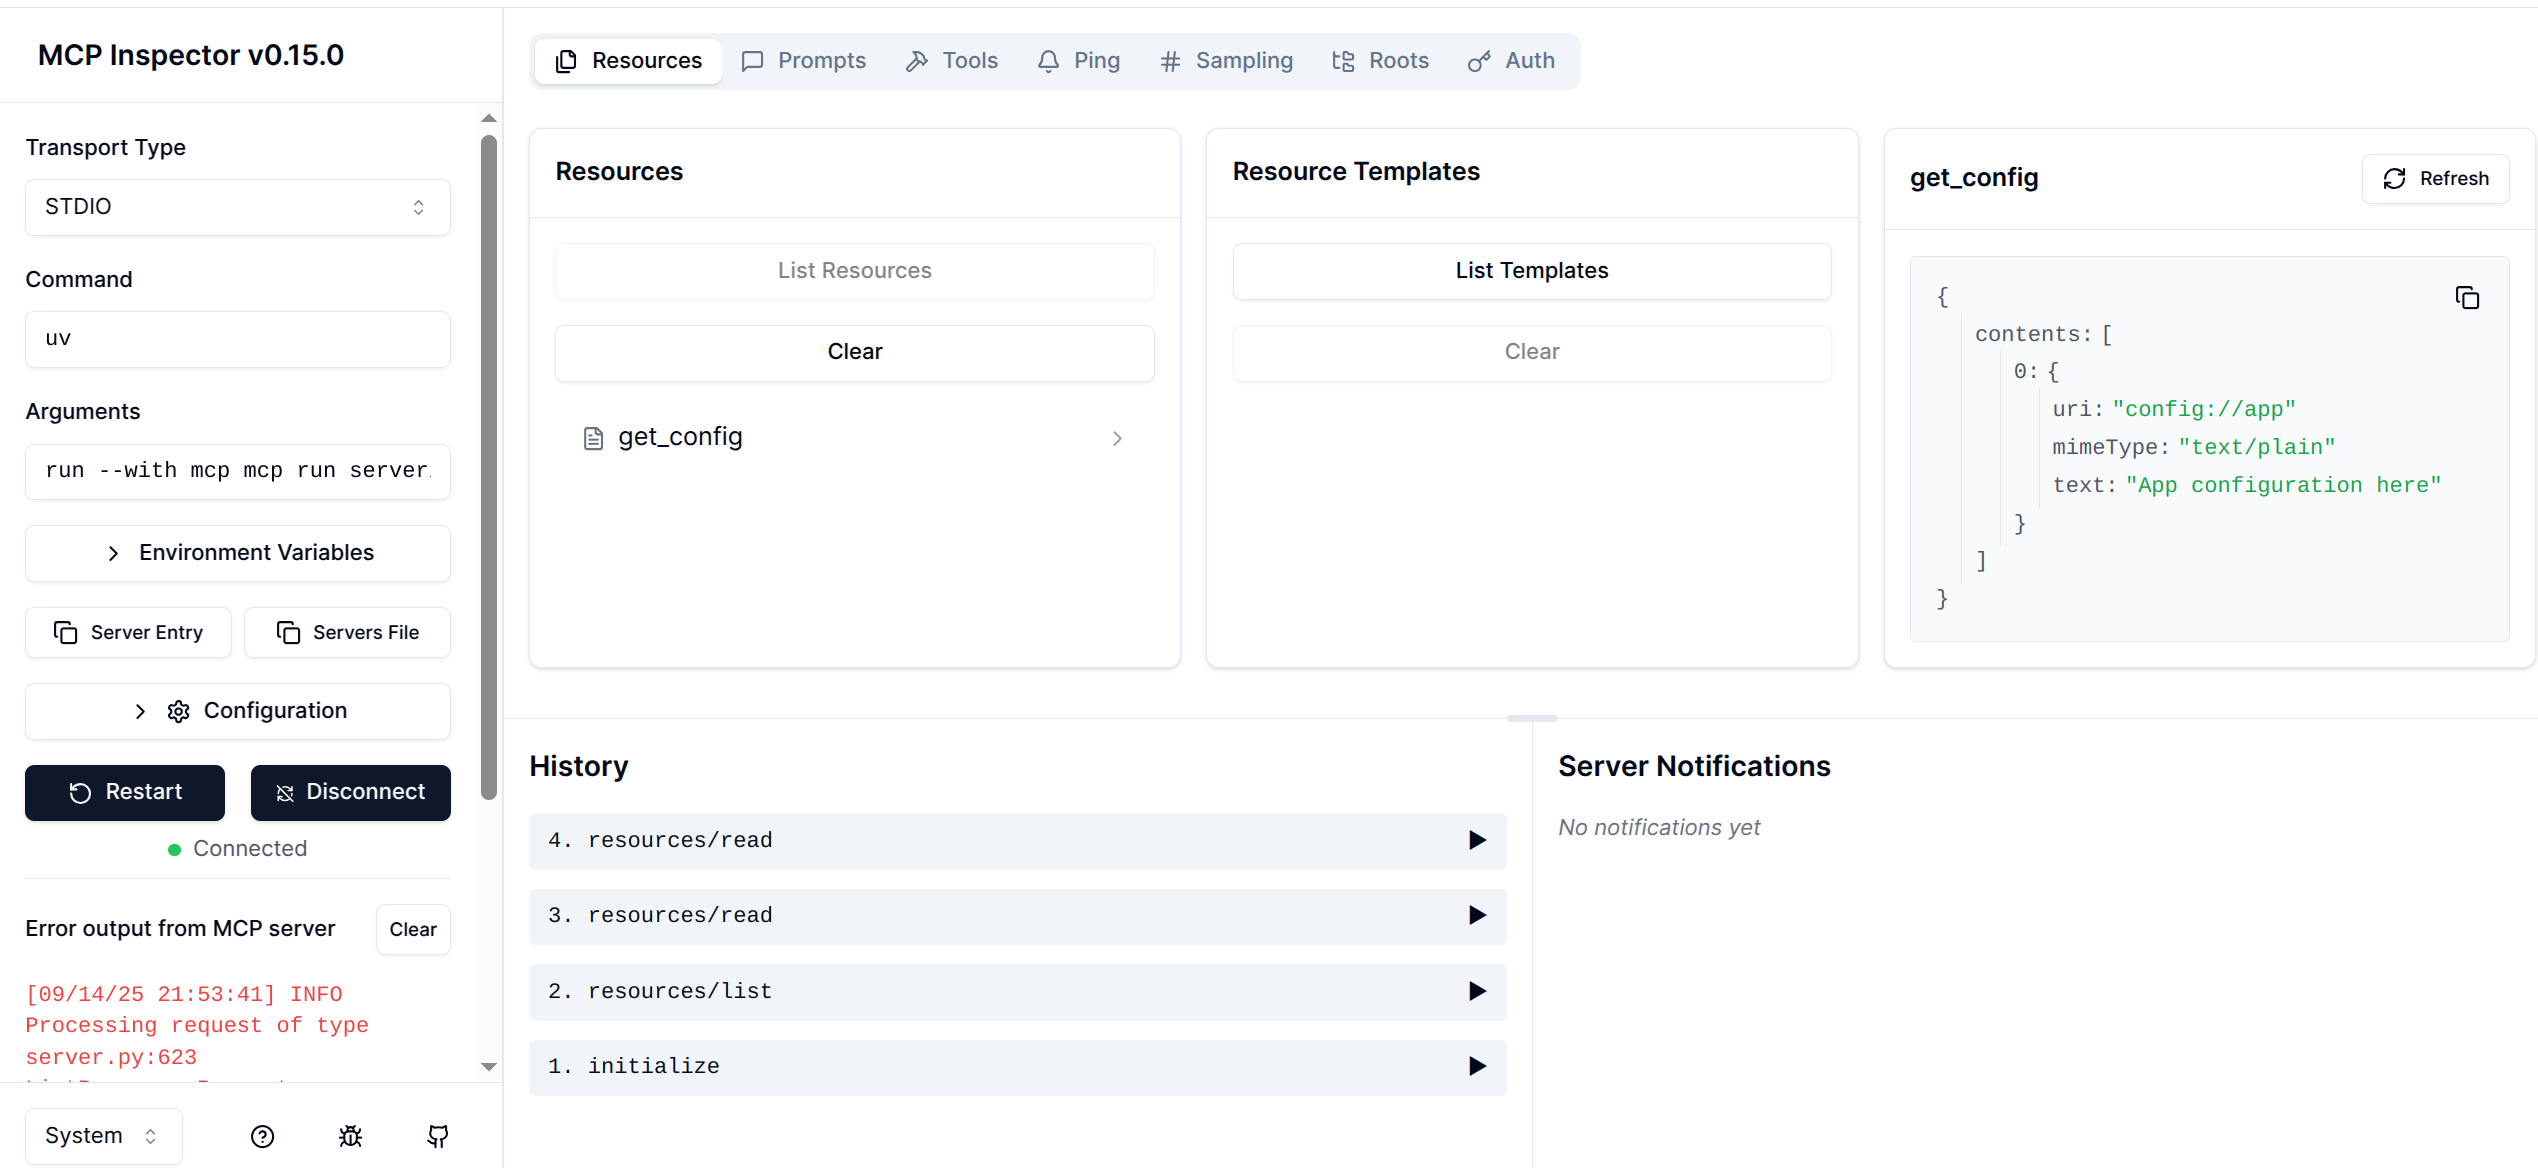 MCP Inspector v0.15.0
Transport Type
STDIO
Command
uv
Arguments
run --with mcp mcp run server.
Environment Variables
Server Entry
Servers File
Configuration
Restart
Disconnect
Connected
Error output from MCP server
Clear
[09/14/25 21:53:41] INFO
Processing request of type
server.py:623
System
Resources
Prompts
Tools
Ping
Sampling
Roots
Auth
Resources
List Resources
Clear
get_config
Resource Templates
List Templates
Clear
get_config
Refresh
{
contents: [
0: {
uri: "config://app"
mimeType: "text/plain"
text: "App configuration here"
}
]
}
History
4. resources/read
3. resources/read
2. resources/list
1. initialize
Server Notifications
No notifications yet